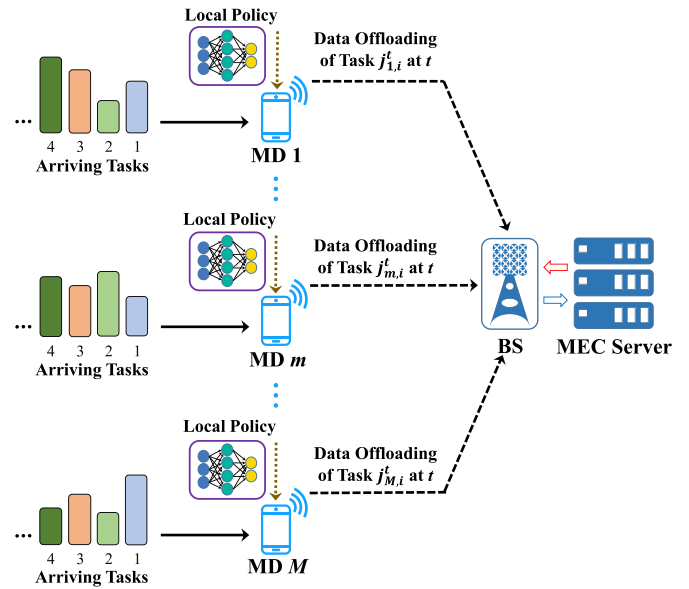 Local Policy
Data Offloading
of Task j^t_{1,i} at t
...
4 3 2 1
Arriving Tasks
MD 1
Local Policy
Data Offloading
of Task j^t_{m,i} at t
...
4 3 2 1
Arriving Tasks
MD m
BS
MEC Server
Local Policy
Data Offloading
of Task j^t_{M,i} at t
...
4 3 2 1
Arriving Tasks
MD M